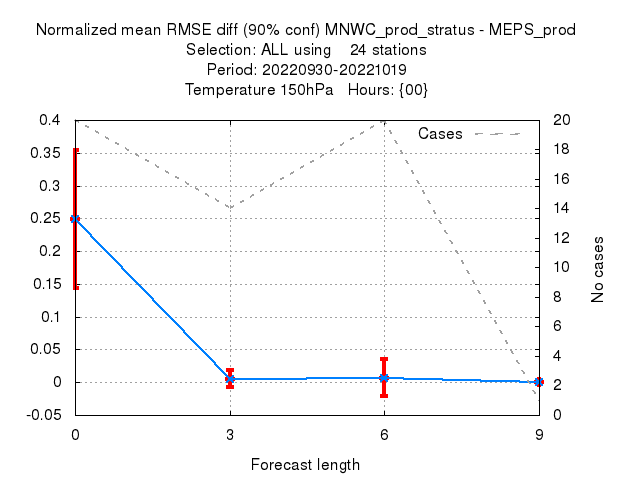 Normalized mean RMSE diff (90% conf) MNWC_prod_stratus - MEPS_prod
Selection: ALL using    24 stations
Period: 20220930-20221019
Temperature 150hPa   Hours: {00}
Cases
0.4
0.35
0.3
0.25
0.2
0.15
0.1
0.05
0
-0.05
20
18
16
14
12
10
8
6
4
2
0
No cases
0 3 6 9
Forecast length